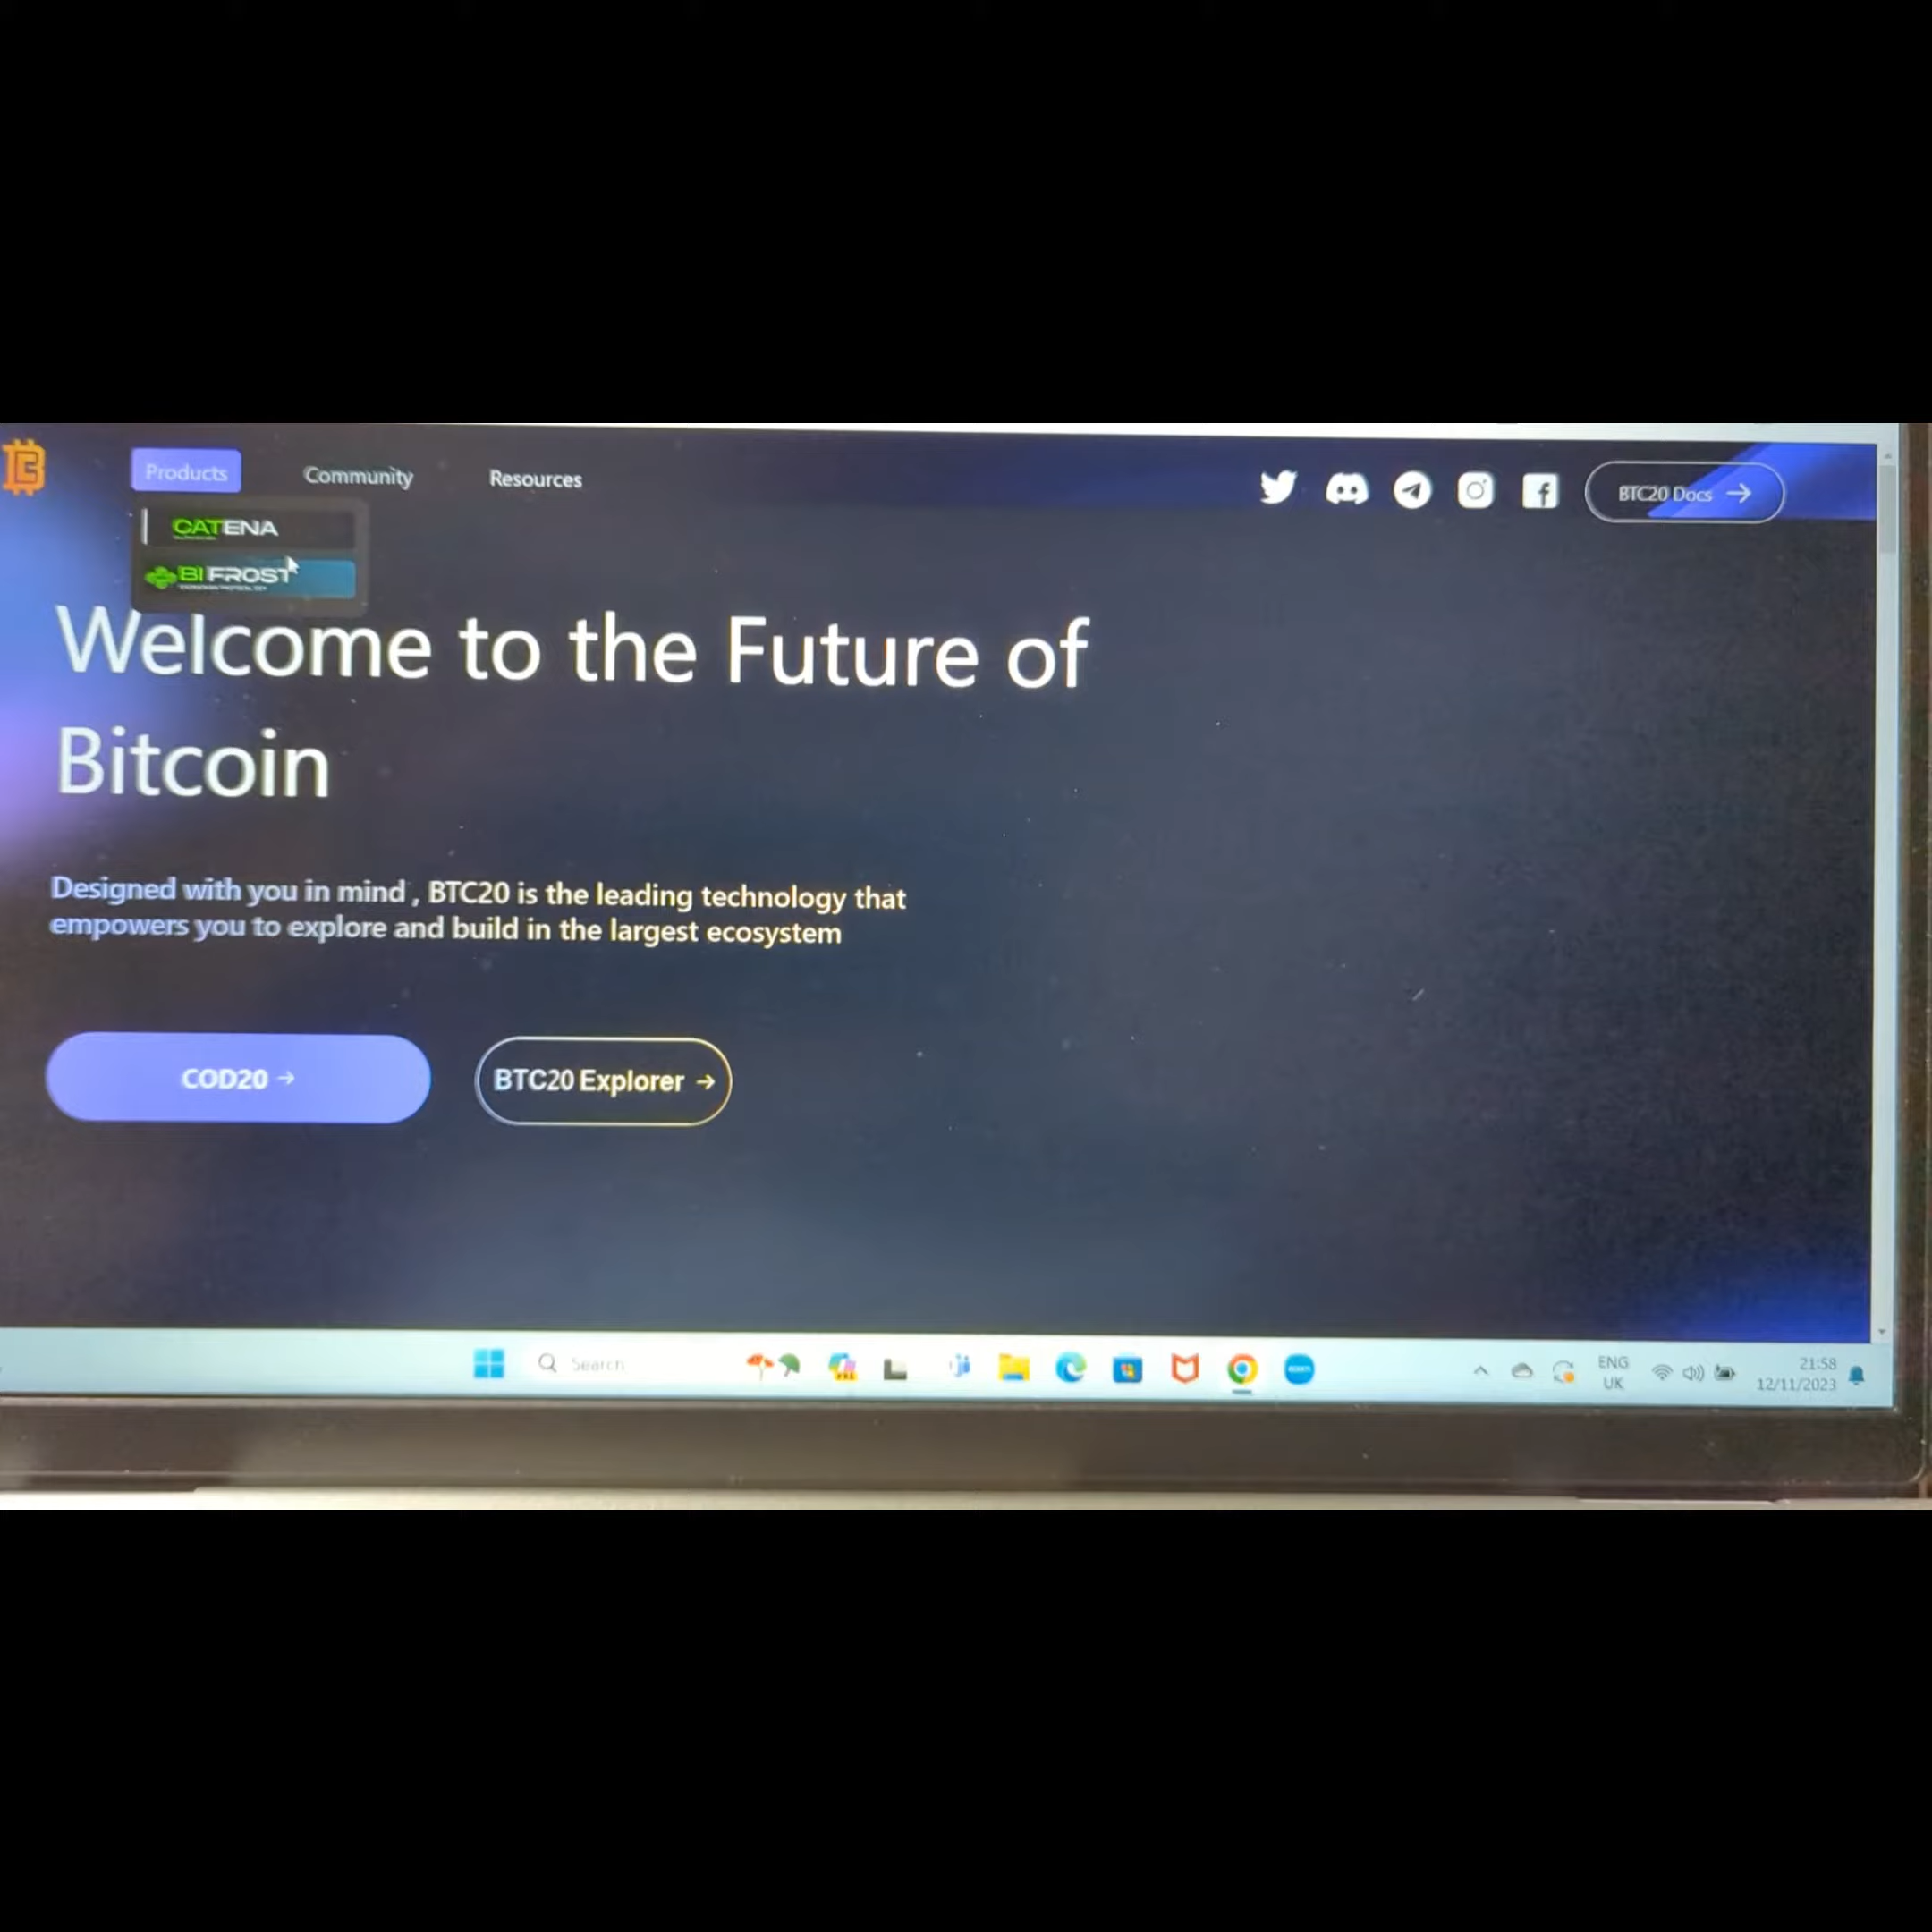 Products
Community
Resources
BTC20 Docs →
CATENA
BIFROST
Welcome to the Future of
Bitcoin
Designed with you in mind , BTC20 is the leading technology that
empowers you to explore and build in the largest ecosystem
COD20 →
BTC20 Explorer →
Search
ENG
UK
21:58
12/11/2023